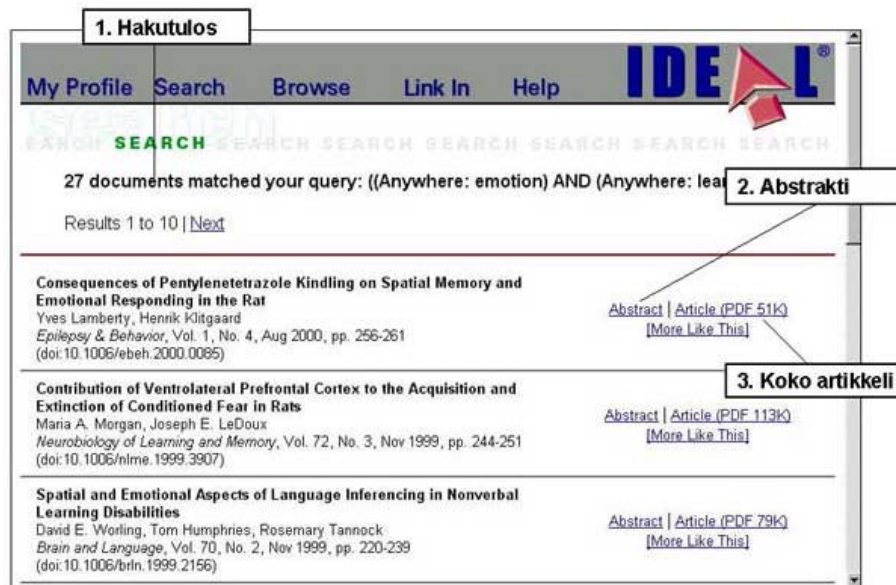 1. Hakutulos
IDEAL®
My Profile Search Browse Link In Help
SEARCH
27 documents matched your query: ((Anywhere: emotion) AND (Anywhere:
2. Abstrakti
Results 1 to 10 | Next
Consequences of Pentylenetetrazole Kindling on Spatial Memory and
Emotional Responding in the Rat
Yves Lamberty, Henrik Klitgaard
Epilepsy & Behavior, Vol. 1, No. 4, Aug 2000, pp. 256-261
(doi:10.1006/ebeh.2000.0085)
Abstract | Article (PDF 51K)
[More Like This]
3. Koko artikkeli
Contribution of Ventrolateral Prefrontal Cortex to the Acquisition and
Extinction of Conditioned Fear in Rats
Maria A. Morgan, Joseph E. LeDoux
Neurobiology of Learning and Memory, Vol. 72, No. 3, Nov 1999, pp. 244-251
(doi:10.1006/nlme.1999.3907)
Abstract | Article (PDF 113K)
[More Like This]
Spatial and Emotional Aspects of Language Inferencing in Nonverbal
Learning Disabilities
David E. Worling, Tom Humphries, Rosemary Tannock
Brain and Language, Vol. 70, No. 2, Nov 1999, pp. 220-239
(doi:10.1006/brln.1999.2156)
Abstract | Article (PDF 79K)
[More Like This]